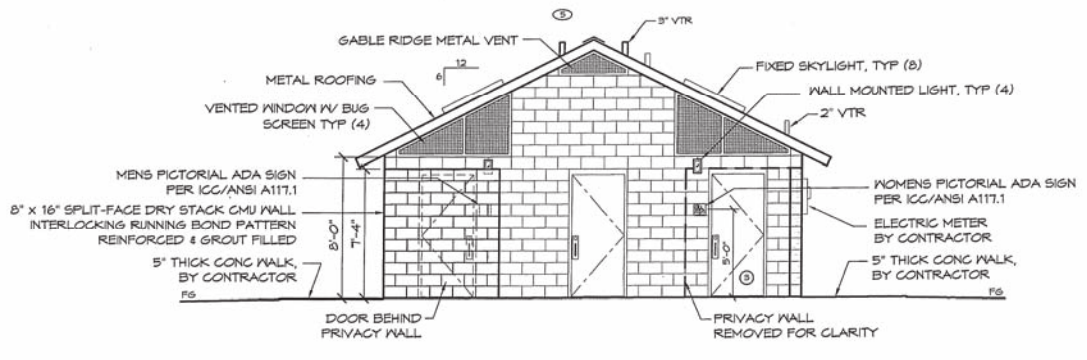 5
3" VTR
GABLE RIDGE METAL VENT
12
6
METAL ROOFING
FIXED SKYLIGHT, TYP (8)
WALL MOUNTED LIGHT, TYP (4)
VENTED WINDOW W/ BUG
SCREEN TYP (4)
2" VTR
MENS PICTORIAL ADA SIGN
PER ICC/ANSI A117.1
WOMENS PICTORIAL ADA SIGN
PER ICC/ANSI A117.1
8" x 16" SPLIT-FACE DRY STACK CMU WALL
INTERLOCKING RUNNING BOND PATTERN
REINFORCED & GROUT FILLED
8'-0"
7'-4"
5'-0"
ELECTRIC METER
BY CONTRACTOR
5" THICK CONC WALK,
BY CONTRACTOR
5" THICK CONC WALK,
BY CONTRACTOR
FG
FG
DOOR BEHIND
PRIVACY WALL
PRIVACY WALL
REMOVED FOR CLARITY